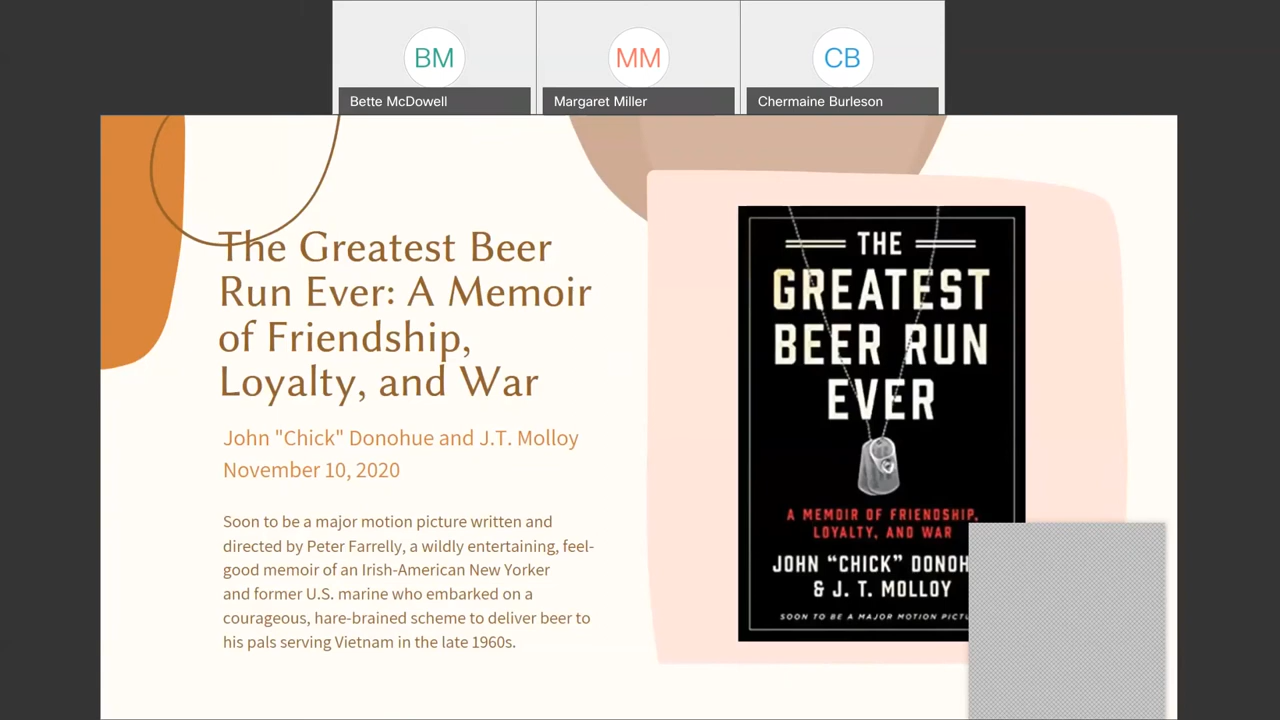 BM
MM
CB
Bette McDowell
Margaret Miller
Chermaine Burleson
The Greatest Beer
Run Ever: A Memoir
of Friendship,
Loyalty, and War
John "Chick" Donohue and J.T. Molloy
November 10, 2020
Soon to be a major motion picture written and
directed by Peter Farrelly, a wildly entertaining, feel-
good memoir of an Irish-American New Yorker
and former U.S. marine who embarked on a
courageous, hare-brained scheme to deliver beer to
his pals serving Vietnam in the late 1960s.
THE
GREATEST
BEER RUN
EVER
A MEMOIR OF FRIENDSHIP,
LOYALTY, AND WAR
JOHN “CHICK”
& J. T. MOLLOY
SOON TO BE A MAJOR MOTION